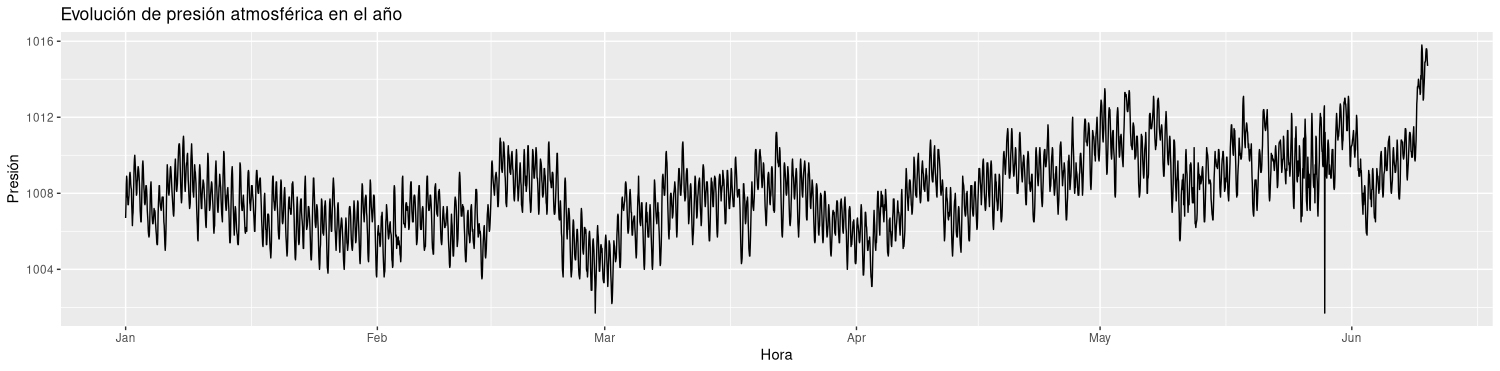 Evolución de presión atmosférica en el año
Presión
1016
1012
1008
1004
Jan Feb Mar Apr May Jun
Hora